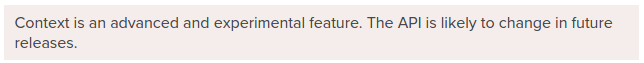 Context is an advanced and experimental feature. The API is likely to change in future
releases.